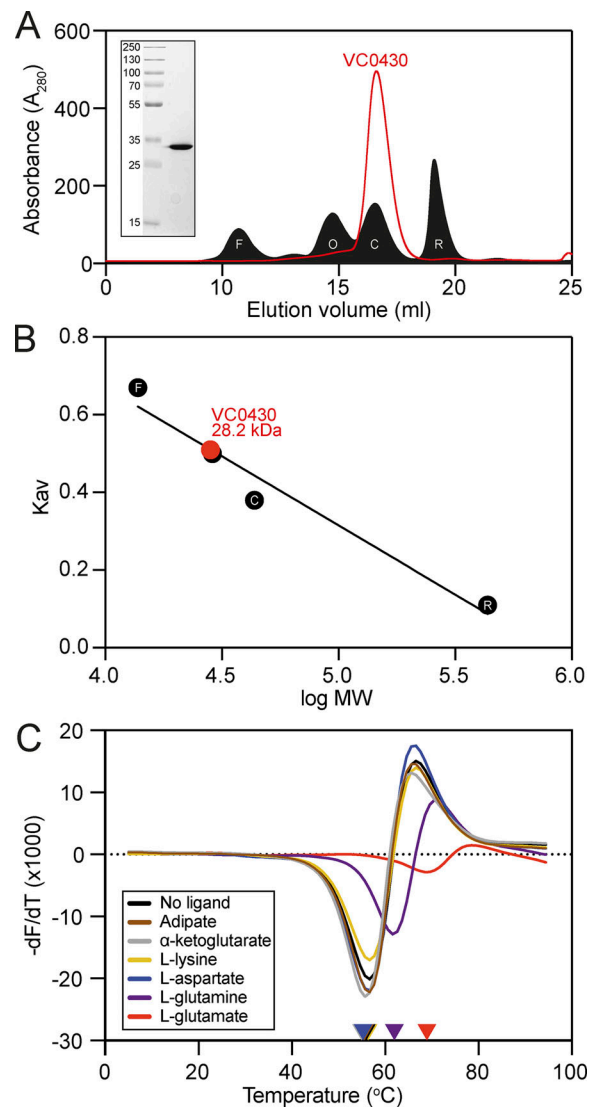 A
600
400
200
0
Absorbance (A280)
250
130
100
70
55
35
25
15
VC0430
F
O
C
R
0
5
10
15
20
25
Elution volume (ml)
B
0.8
0.6
0.4
0.2
0.0
Kav
F
VC0430
28.2 kDa
C
R
4.0
4.5
5.0
5.5
6.0
log MW
C
20
10
0
-10
-20
-30
-dF/dT (x1000)
No ligand
Adipate
α-ketoglutarate
L-lysine
L-aspartate
L-glutamine
L-glutamate
0
20
40
60
80
100
Temperature (oC)